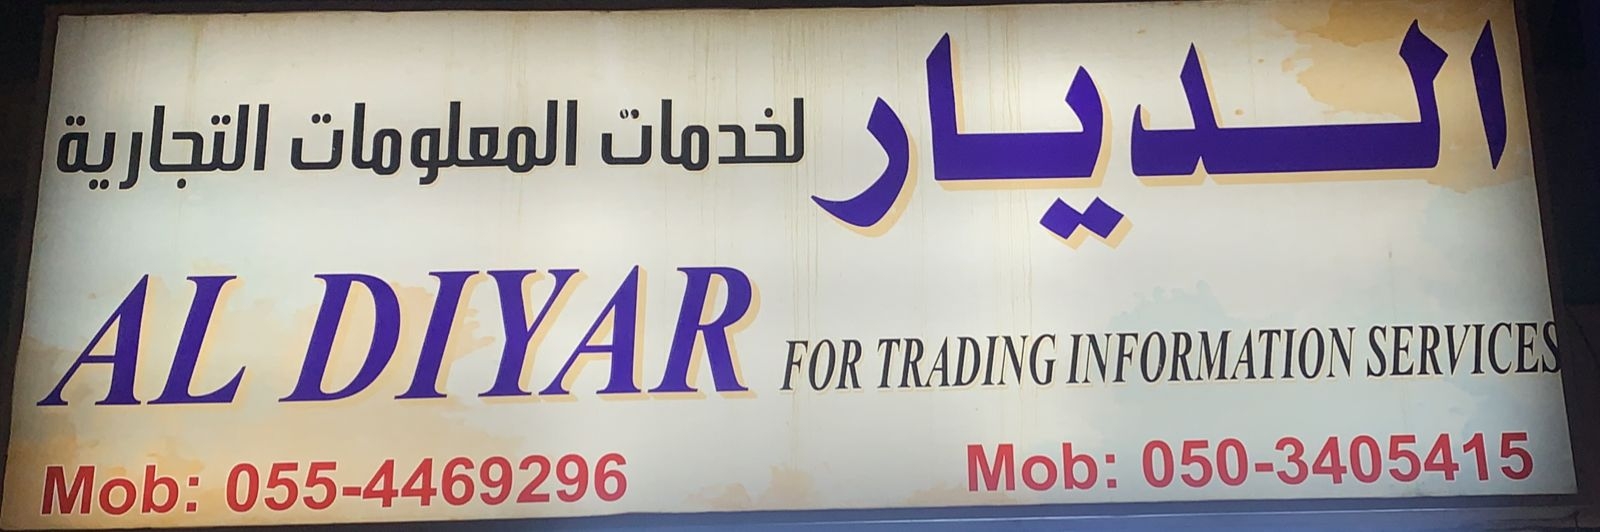 الديار لخدمات المعلومات التجارية
AL DIYAR FOR TRADING INFORMATION SERVICES
Mob: 055-4469296 Mob: 050-3405415